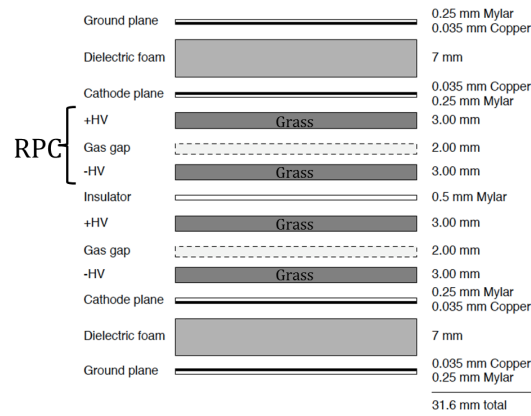 Ground plane
0.25 mm Mylar
0.035 mm Copper
Dielectric foam
7 mm
Cathode plane
0.035 mm Copper
0.25 mm Mylar
RPC
+HV
Grass
3.00 mm
Gas gap
2.00 mm
-HV
Grass
3.00 mm
Insulator
0.5 mm Mylar
+HV
Grass
3.00 mm
Gas gap
2.00 mm
-HV
Grass
3.00 mm
Cathode plane
0.25 mm Mylar
0.035 mm Copper
Dielectric foam
7 mm
Ground plane
0.035 mm Copper
0.25 mm Mylar
31.6 mm total